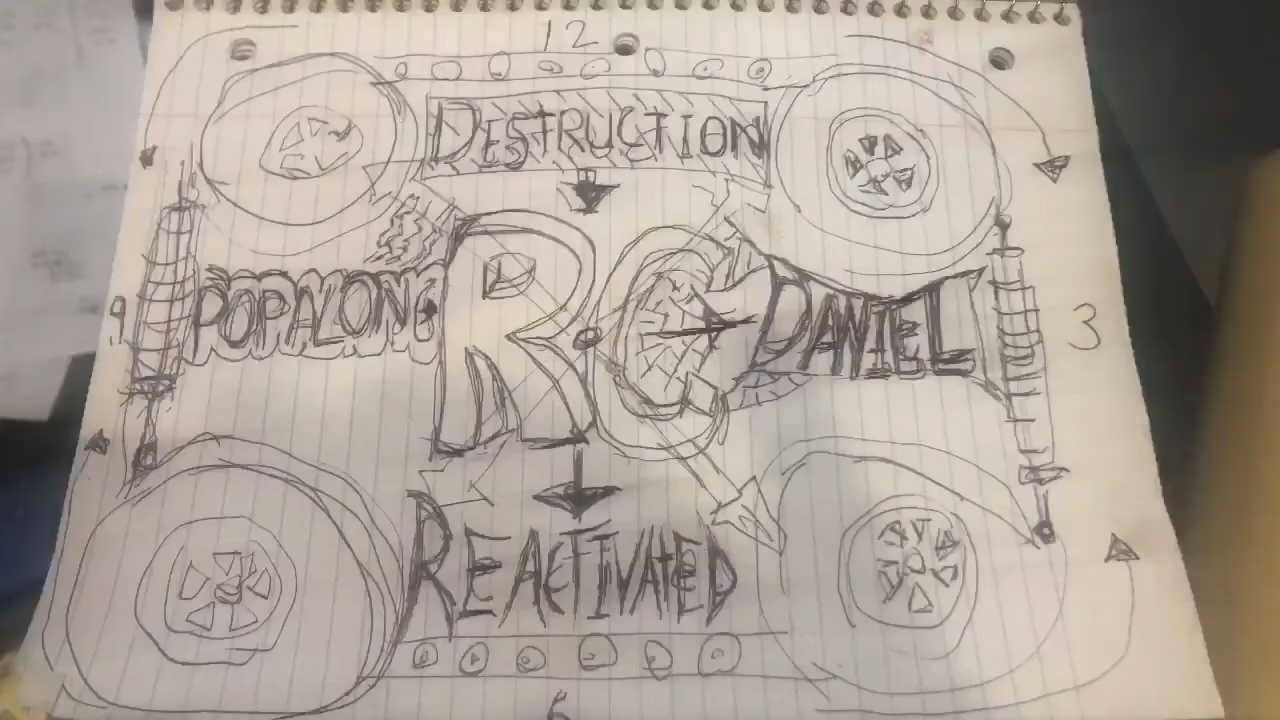 12
DESTRUCTION
9 POPALONG RC DANIEL 3
REACTIVATED
6